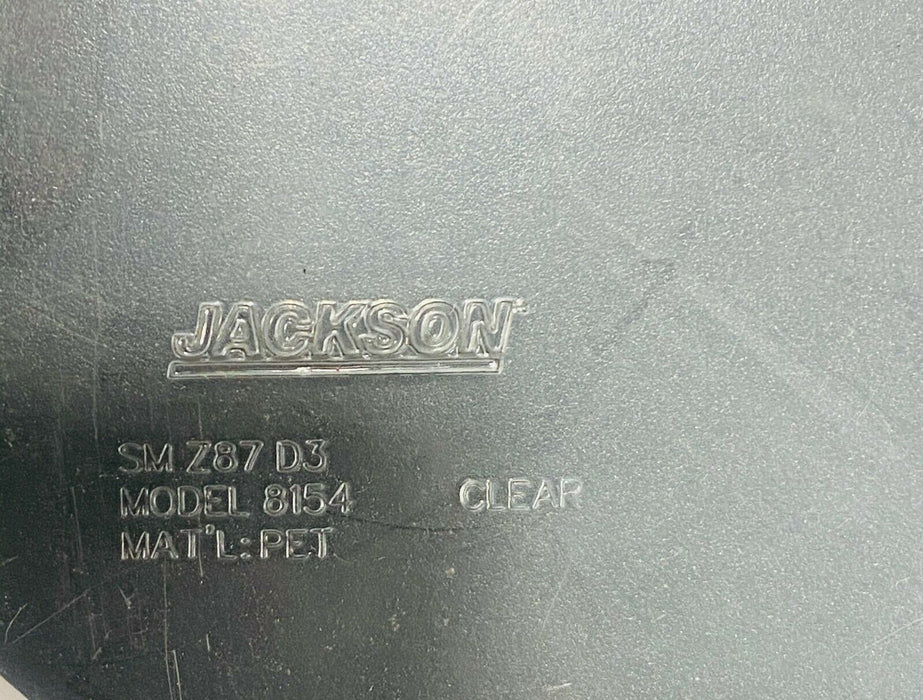 JACKSON
SM Z87 D3
MODEL 8154 CLEAR
MAT'L: PET